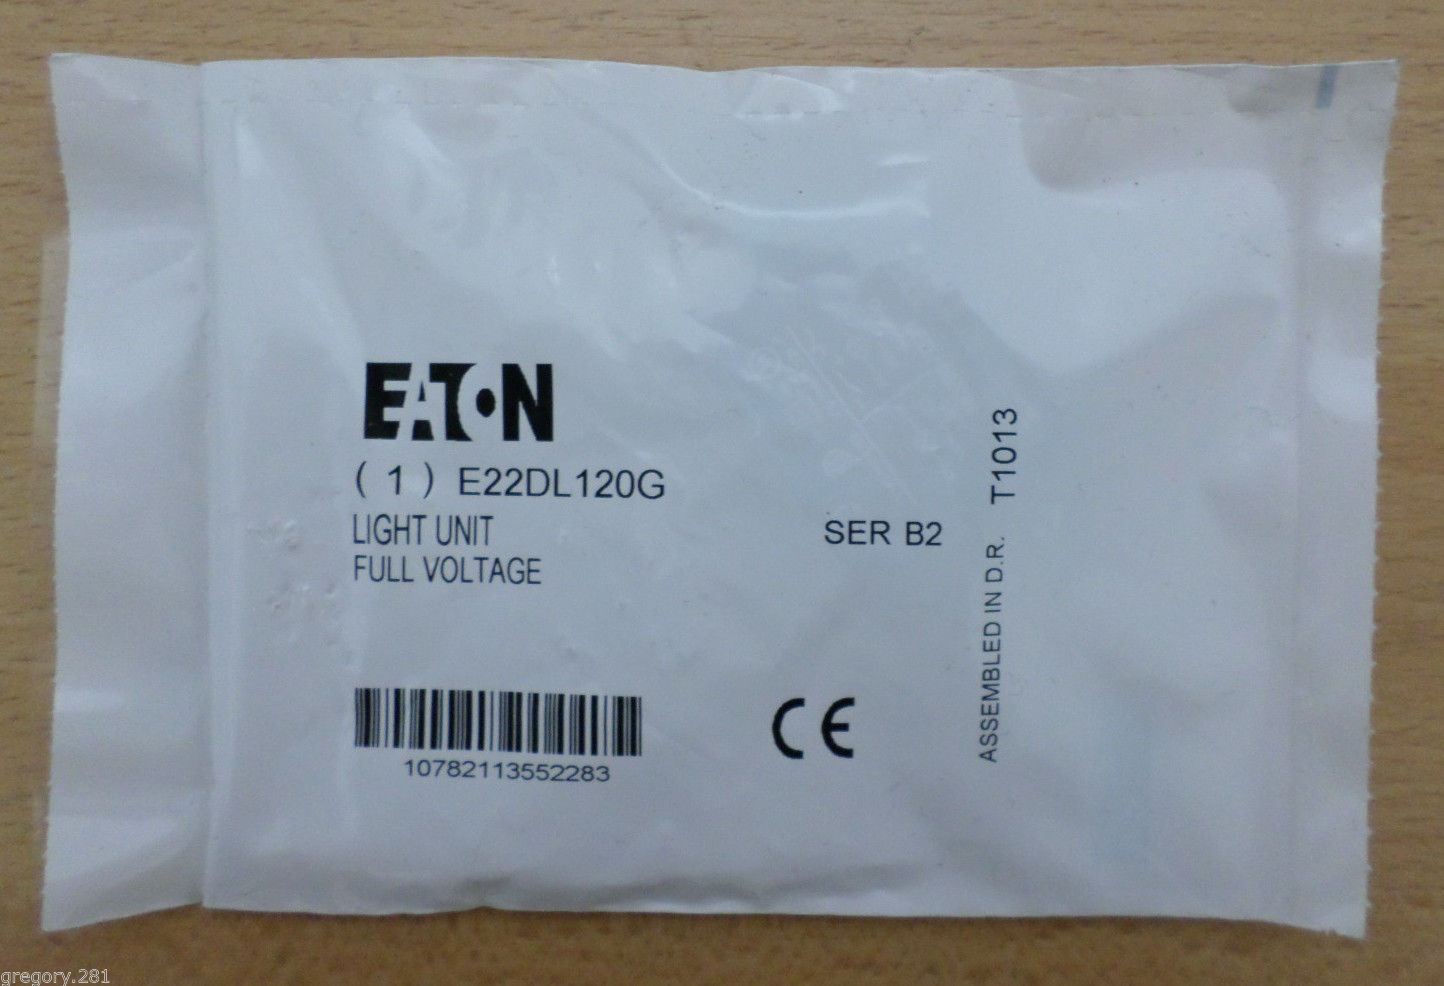 EATON
( 1 ) E22DL120G
LIGHT UNIT
FULL VOLTAGE
SER B2
ASSEMBLED IN D.R. T1013
10782113552283
CE
gregory.281